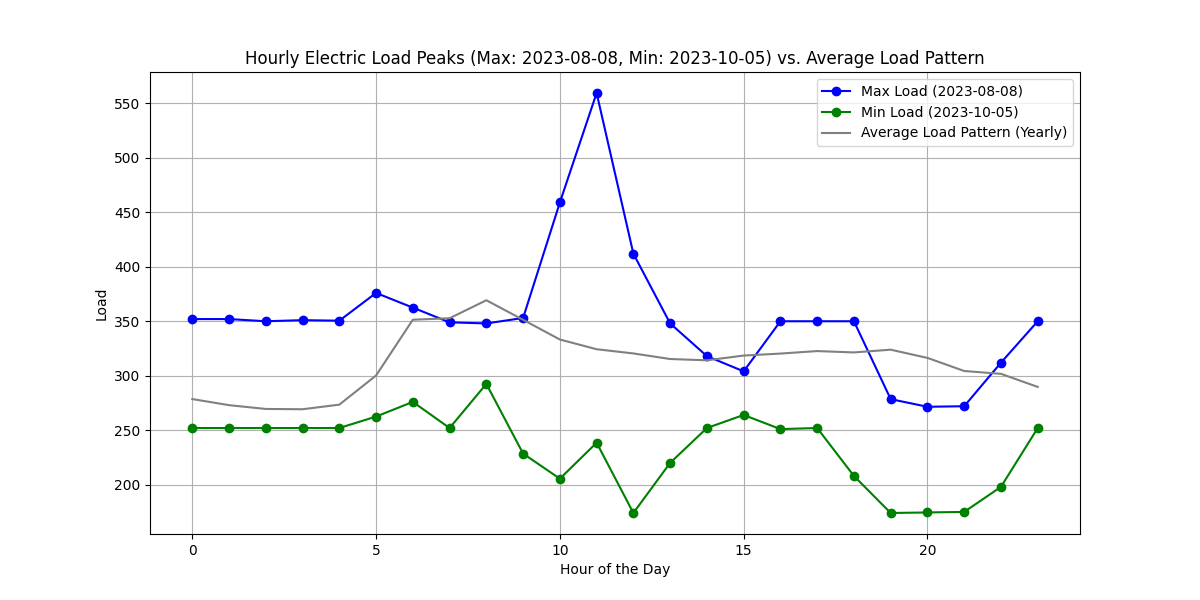 Hourly Electric Load Peaks (Max: 2023-08-08, Min: 2023-10-05) vs. Average Load Pattern
Max Load (2023-08-08)
Min Load (2023-10-05)
Average Load Pattern (Yearly)
Load
550
500
450
400
350
300
250
200
0 5 10 15 20
Hour of the Day